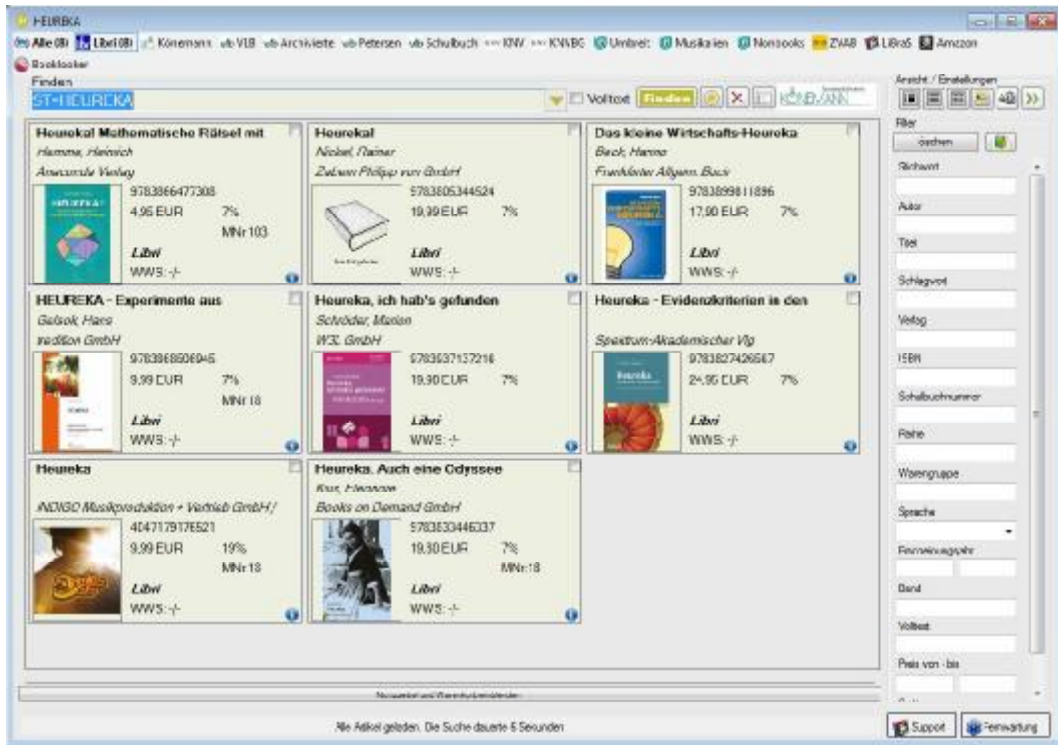 HEUREKA
Alle (8) Libri (8) Könemann vlb VLB vlb Archivierte vlb Petersen vlb Schulbuch KNV KNVBG Umbreit Musikalien Nonbooks ZVAB LiBraS Amazon
Booklooker
Finden
ST=HEUREKA
Volltext Finden
Ansicht / Einstellungen
Filter
löschen
Stichwort
Autor
Titel
Schlagwort
Verlag
ISBN
Schulbuchnummer
Reihe
Warengruppe
Sprache
Erscheinungsjahr
Band
Volltext
Preis von - bis
Heureka! Mathematische Rätsel mit
Hemme, Heinrich
Anaconda Verlag
9783866477308
4,95 EUR 7%
MNr 103
Libri
WWS: -/-
Heureka!
Nickel, Rainer
Zabern Philipp von GmbH
9783805344524
19,99 EUR 7%
Libri
WWS: -/-
Das kleine Wirtschafts-Heureka
Beck, Hanno
Frankfurter Allgem. Buch
9783899811896
17,90 EUR 7%
Libri
WWS: -/-
HEUREKA - Experimente aus
Hans
tredition GmbH
9783868506945
9,99 EUR 7%
MNr 18
Libri
WWS: -/-
Heureka, ich hab's gefunden
Schröder, Marion
W3L GmbH
9783937137216
19,90 EUR 7%
Libri
WWS: -/-
Heureka - Evidenzkriterien in den
Spektrum-Akademischer Vlg
9783827426567
24,95 EUR 7%
Libri
WWS: -/-
Heureka
INDIGO Musikproduktion + Vertrieb GmbH /
4047179176521
9,99 EUR 19%
MNr 18
Libri
WWS: -/-
Heureka. Auch eine Odyssee
Books on Demand GmbH
9783833446337
19,80 EUR 7%
MNr 18
Libri
WWS: -/-
Alle Artikel geladen. Die Suche dauerte 6 Sekunden
Support Fernwartung